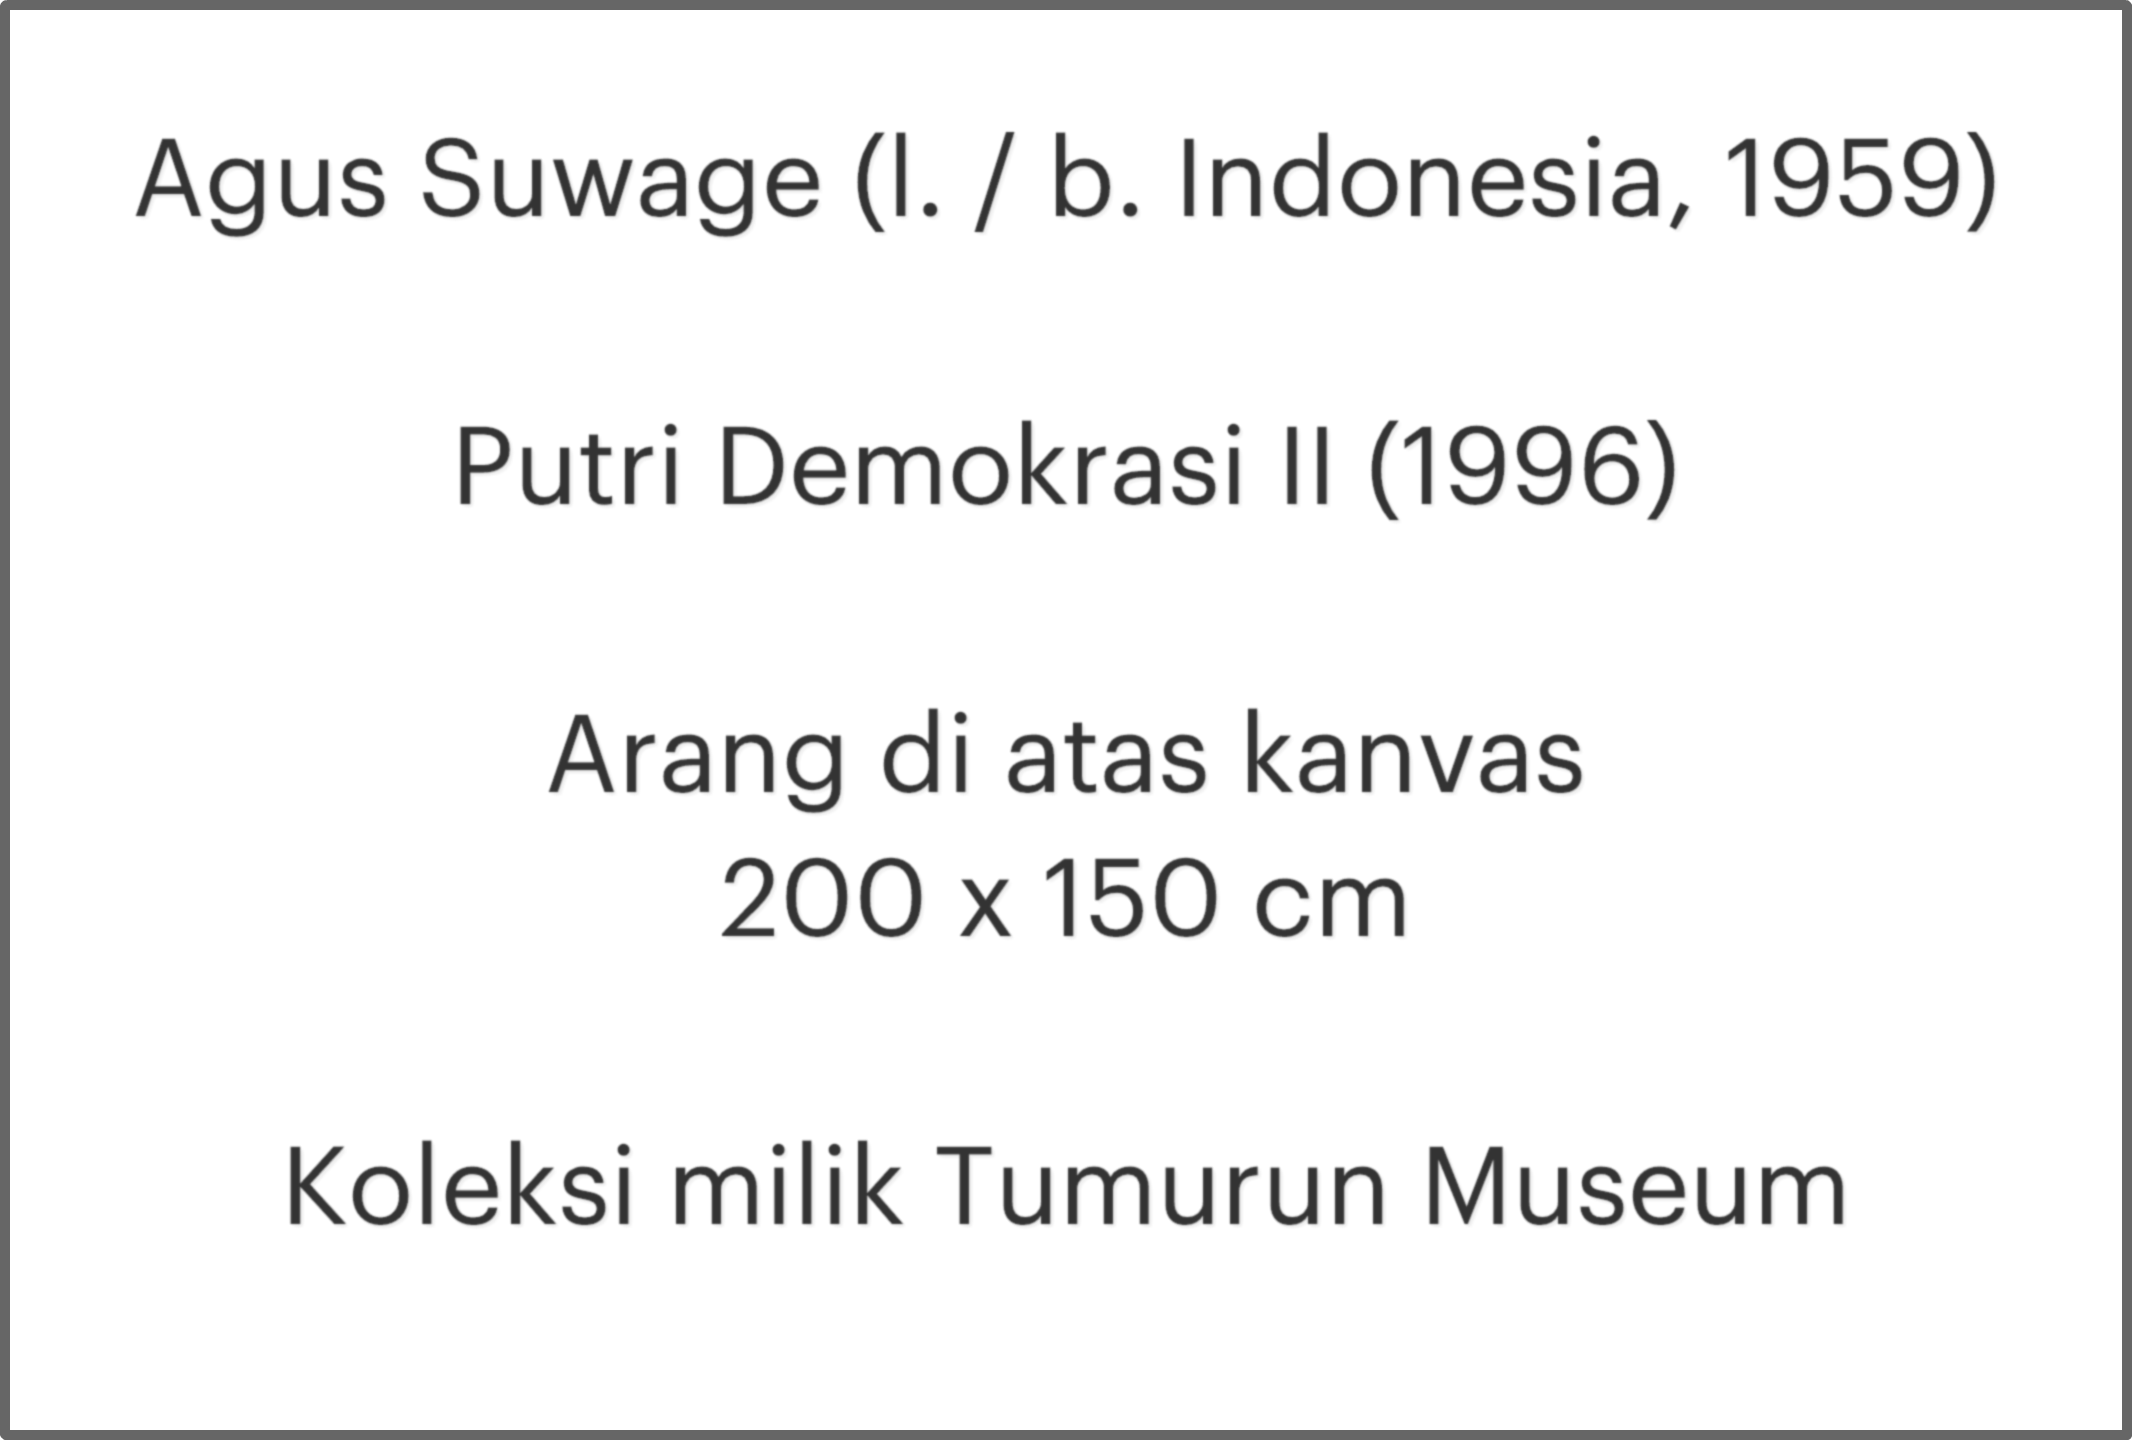 Agus Suwage (l. / b. Indonesia, 1959)
Putri Demokrasi II (1996)
Arang di atas kanvas
200 x 150 cm
Koleksi milik Tumurun Museum